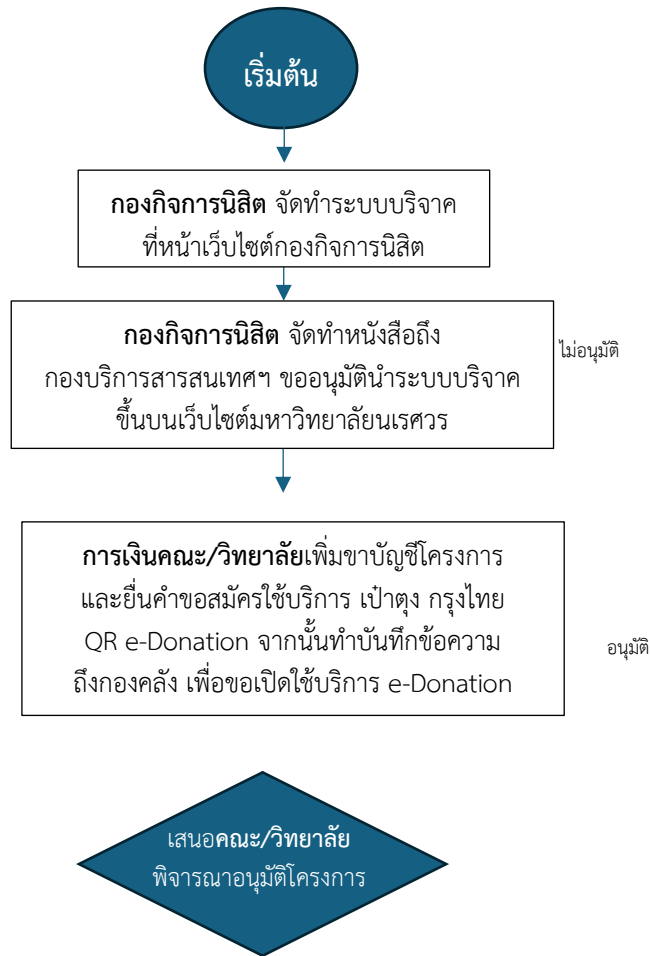 เริ่มต้น
กองกิจการนิสิต จัดทำระบบบริจาค
ที่หน้าเว็บไซต์กองกิจการนิสิต
กองกิจการนิสิต จัดทำหนังสือถึง
กองบริการสารสนเทศฯ ขออนุมัตินำระบบบริจาค
ขึ้นบนเว็บไซต์มหาวิทยาลัยนเรศวร
ไม่อนุมัติ
การเงินคณะ/วิทยาลัยเพิ่มขาบัญชีโครงการ
และยื่นคำขอสมัครใช้บริการ เป๋าตุง กรุงไทย
QR e-Donation จากนั้นทำบันทึกข้อความ
ถึงกองคลัง เพื่อขอเปิดใช้บริการ e-Donation
อนุมัติ
เสนอคณะ/วิทยาลัย
พิจารณาอนุมัติโครงการ